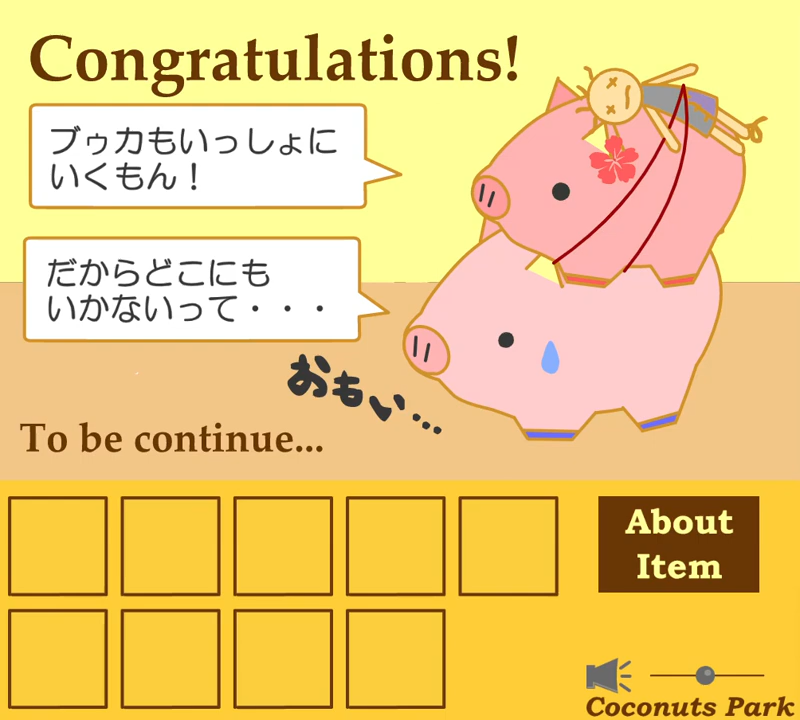 Congratulations!
ブゥカもいっしょに
いくもん！
だからどこにも
いかないって・・・
おもい...
To be continue...
About
Item
Coconuts Park